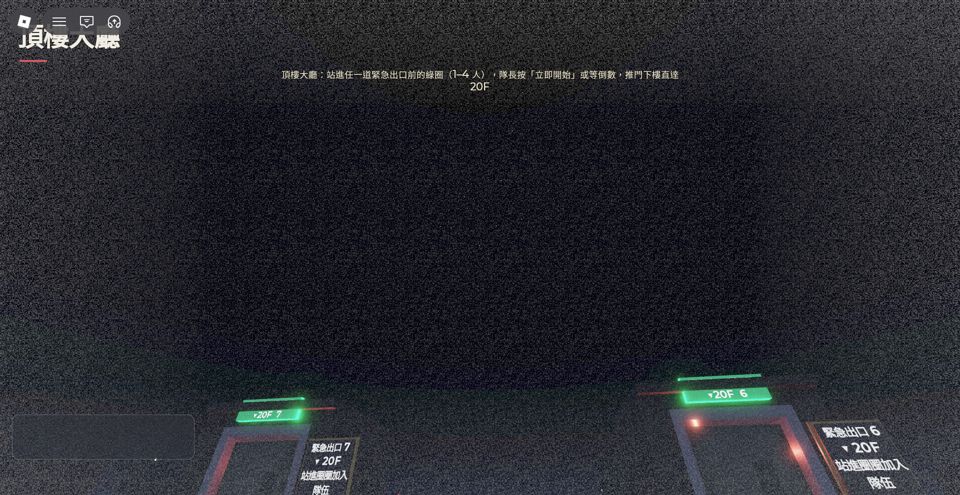 頂樓大廳
頂樓大廳：站進任一道緊急出口前的綠圈（1–4 人），隊長按「立即開始」或等倒數，推門下樓直達
20F
▼20F 7
▼20F 6
緊急出口 7
▼ 20F
站進圈圈加入
隊伍
緊急出口 6
▼ 20F
站進圈圈加入
隊伍